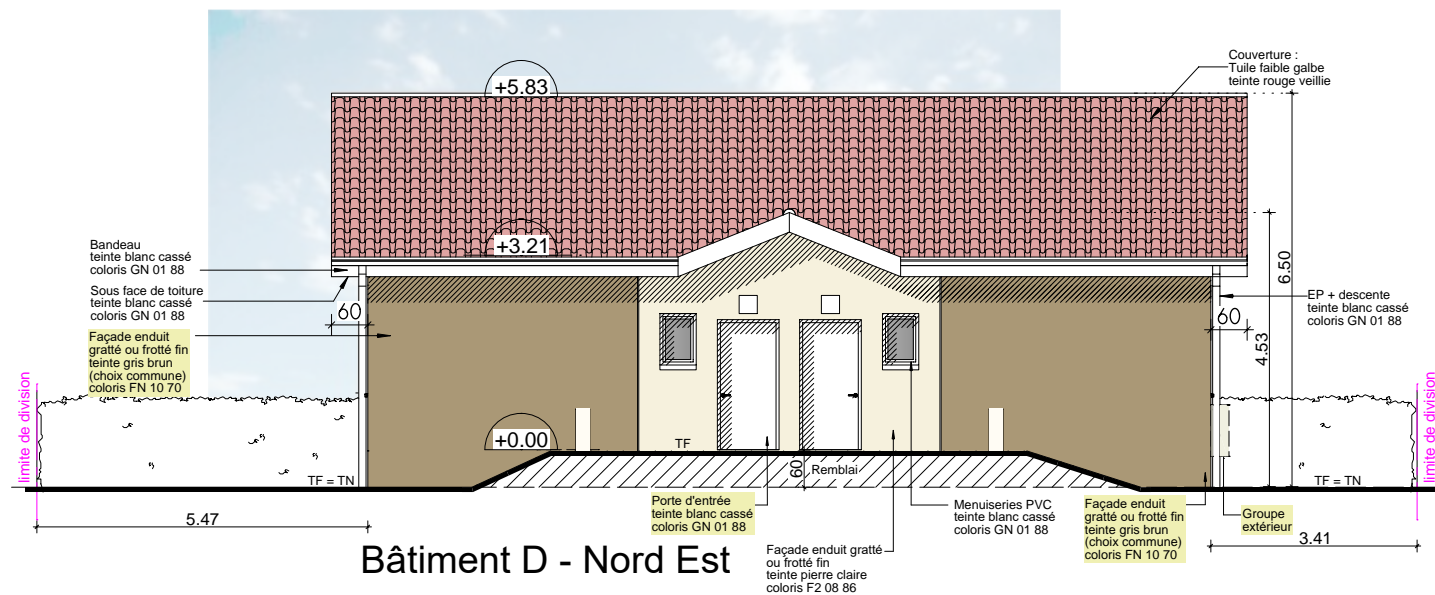 Couverture :
Tuile faible galbe
teinte rouge veillie
+5.83
+3.21
Bandeau
teinte blanc cassé
coloris GN 01 88
Sous face de toiture
teinte blanc cassé
coloris GN 01 88
60
Façade enduit
gratté ou frotté fin
teinte gris brun
(choix commune)
coloris FN 10 70
6.50
4.53
EP + descente
teinte blanc cassé
coloris GN 01 88
60
limite de division
limite de division
+0.00
TF
60
Remblai
TF = TN
TF = TN
5.47
3.41
Porte d'entrée
teinte blanc cassé
coloris GN 01 88
Menuiseries PVC
teinte blanc cassé
coloris GN 01 88
Façade enduit
gratté ou frotté fin
teinte gris brun
(choix commune)
coloris FN 10 70
Groupe
extérieur
Façade enduit gratté
ou frotté fin
teinte pierre claire
coloris F2 08 86
Bâtiment D - Nord Est